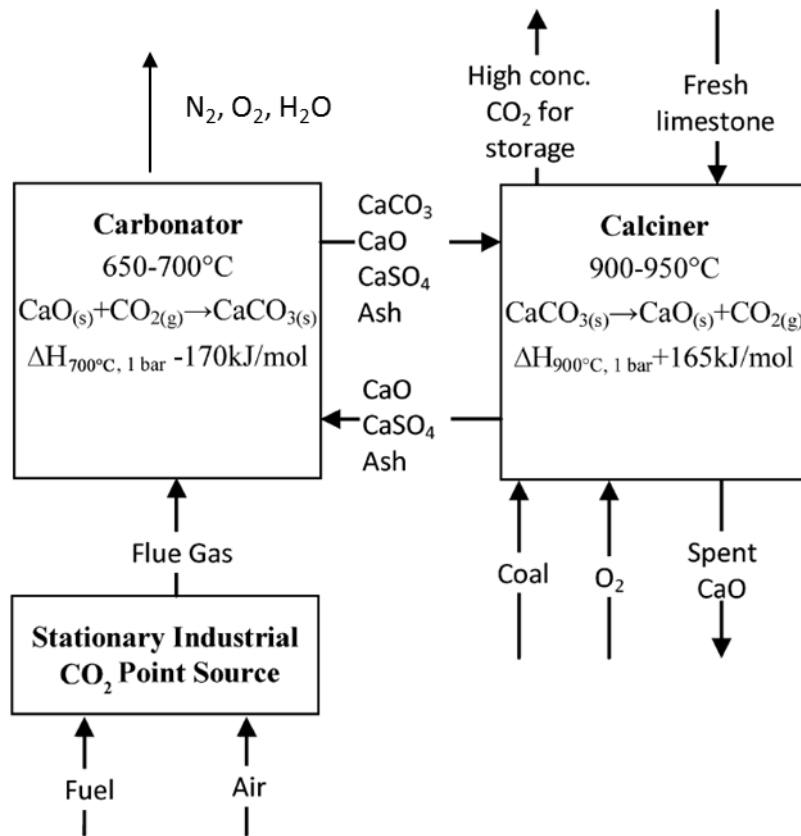 N₂, O₂, H₂O
High conc.
CO₂ for
storage
Fresh
limestone
Carbonator
650-700°C
CaO(s)+CO2(g)→CaCO3(s)
ΔH700°C, 1 bar -170kJ/mol
CaCO₃
CaO
CaSO₄
Ash
Calciner
900-950°C
CaCO3(s)→CaO(s)+CO2(g)
ΔH900°C, 1 bar+165kJ/mol
CaO
CaSO₄
Ash
Flue Gas
Coal
O₂
Spent
CaO
Stationary Industrial
CO₂ Point Source
Fuel
Air